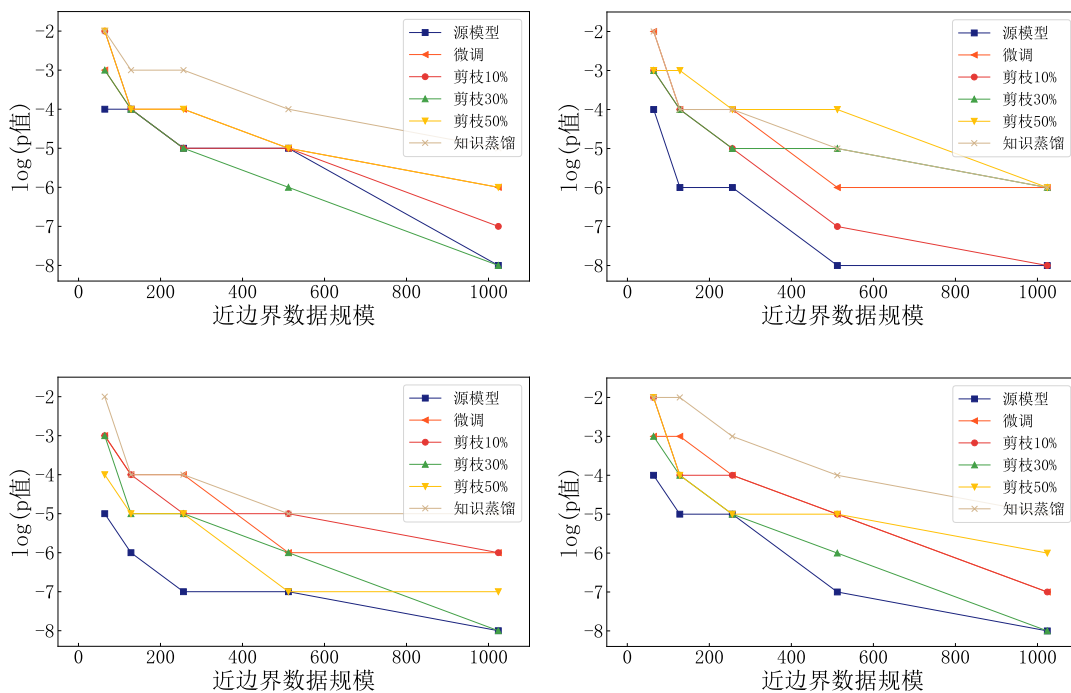 log(p值)
-2
-3
-4
-5
-6
-7
-8
0
200
400
600
800
1000
近边界数据规模
源模型
微调
剪枝10%
剪枝30%
剪枝50%
知识蒸馏
log(p值)
-2
-3
-4
-5
-6
-7
-8
0
200
400
600
800
1000
近边界数据规模
源模型
微调
剪枝10%
剪枝30%
剪枝50%
知识蒸馏
log(p值)
-2
-3
-4
-5
-6
-7
-8
0
200
400
600
800
1000
近边界数据规模
源模型
微调
剪枝10%
剪枝30%
剪枝50%
知识蒸馏
log(p值)
-2
-3
-4
-5
-6
-7
-8
0
200
400
600
800
1000
近边界数据规模
源模型
微调
剪枝10%
剪枝30%
剪枝50%
知识蒸馏